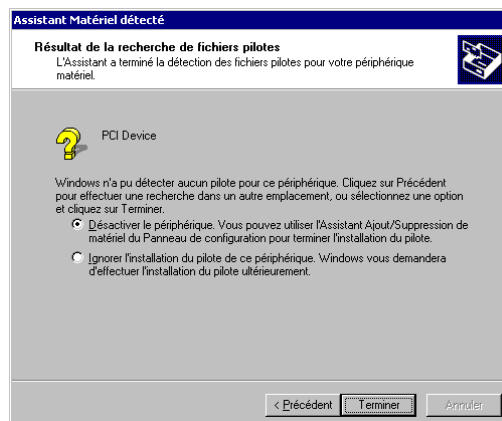 Assistant Matériel détecté
Résultat de la recherche de fichiers pilotes
L'Assistant a terminé la détection des fichiers pilotes pour votre périphérique
matériel.
PCI Device
Windows n'a pu détecter aucun pilote pour ce périphérique. Cliquez sur Précédent
pour effectuer une recherche dans un autre emplacement, ou sélectionnez une option
et cliquez sur Terminer.
Désactiver le périphérique. Vous pouvez utiliser l'Assistant Ajout/Suppression de
matériel du Panneau de configuration pour terminer l'installation du pilote.
Ignorer l'installation du pilote de ce périphérique. Windows vous demandera
d'effectuer l'installation du pilote ultérieurement.
< Précédent Terminer Annuler